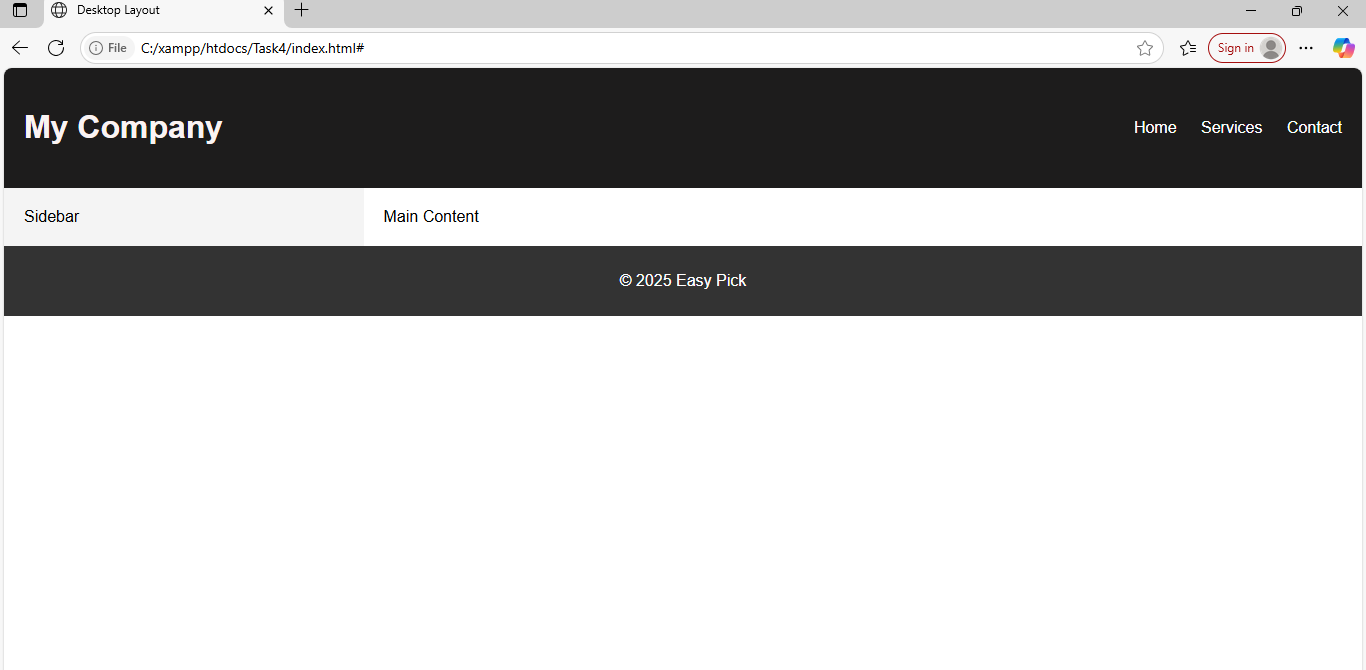 Desktop Layout
File C:/xampp/htdocs/Task4/index.html# Sign in
My Company Home Services Contact
Sidebar Main Content
© 2025 Easy Pick